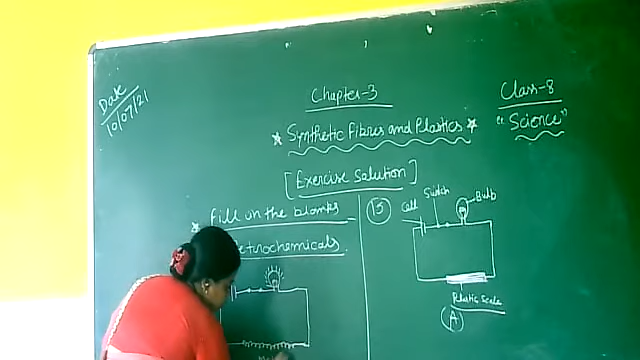 Date
10/07/21
Chapter-3
Class-8
"Science"
Synthetic Fibres and Plastics
[Exercise Solution]
Fill in the blanks
etrochemicals.
15
Cell
Switch
Bulb
Plastic Scale
A